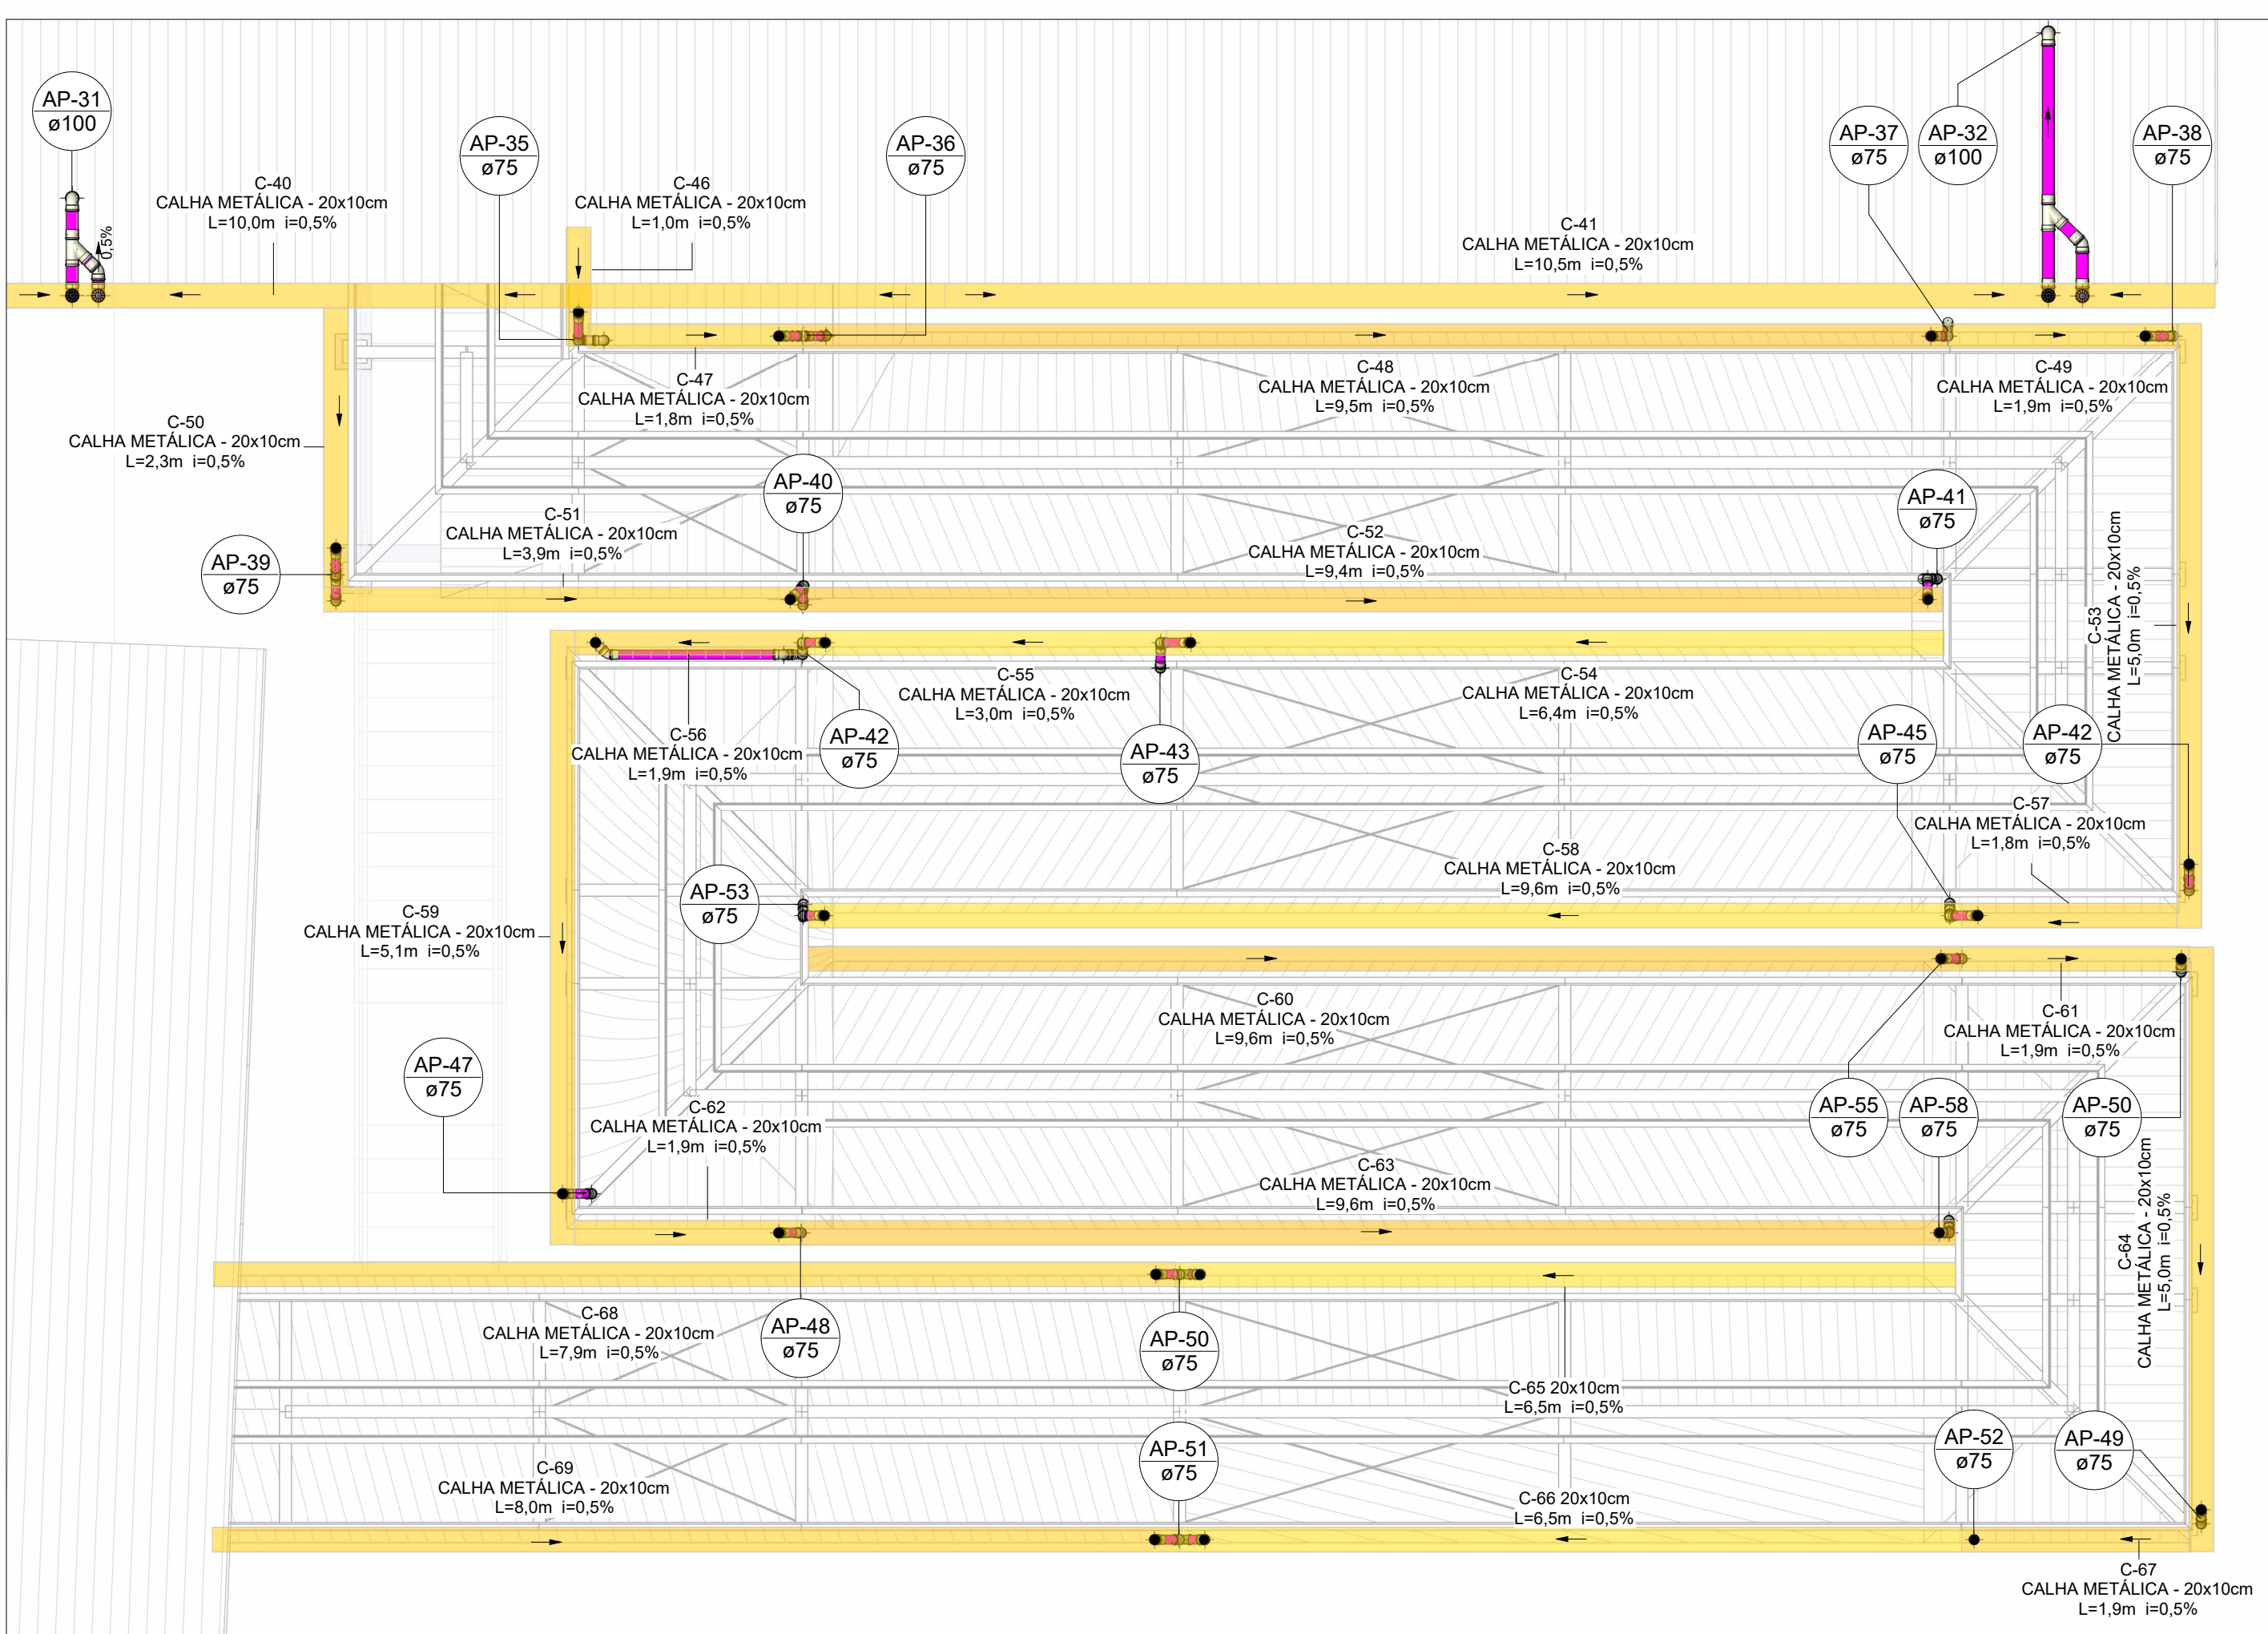 AP-31
ø100
0,5%
C-40
CALHA METÁLICA - 20x10cm
L=10,0m i=0,5%
AP-35
ø75
C-46
CALHA METÁLICA - 20x10cm
L=1,0m i=0,5%
AP-36
ø75
C-41
CALHA METÁLICA - 20x10cm
L=10,5m i=0,5%
AP-37
ø75
AP-32
ø100
AP-38
ø75
C-47
CALHA METÁLICA - 20x10cm
L=1,8m i=0,5%
C-48
CALHA METÁLICA - 20x10cm
L=9,5m i=0,5%
C-49
CALHA METÁLICA - 20x10cm
L=1,9m i=0,5%
C-50
CALHA METÁLICA - 20x10cm
L=2,3m i=0,5%
AP-40
ø75
AP-41
ø75
C-51
CALHA METÁLICA - 20x10cm
L=3,9m i=0,5%
C-52
CALHA METÁLICA - 20x10cm
L=9,4m i=0,5%
C-53
CALHA METÁLICA - 20x10cm
L=5,0m i=0,5%
AP-39
ø75
C-55
CALHA METÁLICA - 20x10cm
L=3,0m i=0,5%
C-54
CALHA METÁLICA - 20x10cm
L=6,4m i=0,5%
C-56
CALHA METÁLICA - 20x10cm
L=1,9m i=0,5%
AP-42
ø75
AP-43
ø75
AP-45
ø75
AP-42
ø75
C-57
CALHA METÁLICA - 20x10cm
L=1,8m i=0,5%
C-58
CALHA METÁLICA - 20x10cm
L=9,6m i=0,5%
AP-53
ø75
C-59
CALHA METÁLICA - 20x10cm
L=5,1m i=0,5%
C-60
CALHA METÁLICA - 20x10cm
L=9,6m i=0,5%
C-61
CALHA METÁLICA - 20x10cm
L=1,9m i=0,5%
AP-47
ø75
C-62
CALHA METÁLICA - 20x10cm
L=1,9m i=0,5%
AP-55
ø75
AP-58
ø75
AP-50
ø75
C-63
CALHA METÁLICA - 20x10cm
L=9,6m i=0,5%
C-64
CALHA METÁLICA - 20x10cm
L=5,0m i=0,5%
C-68
CALHA METÁLICA - 20x10cm
L=7,9m i=0,5%
AP-48
ø75
AP-50
ø75
C-65 20x10cm
L=6,5m i=0,5%
AP-51
ø75
AP-52
ø75
AP-49
ø75
C-69
CALHA METÁLICA - 20x10cm
L=8,0m i=0,5%
C-66 20x10cm
L=6,5m i=0,5%
C-67
CALHA METÁLICA - 20x10cm
L=1,9m i=0,5%